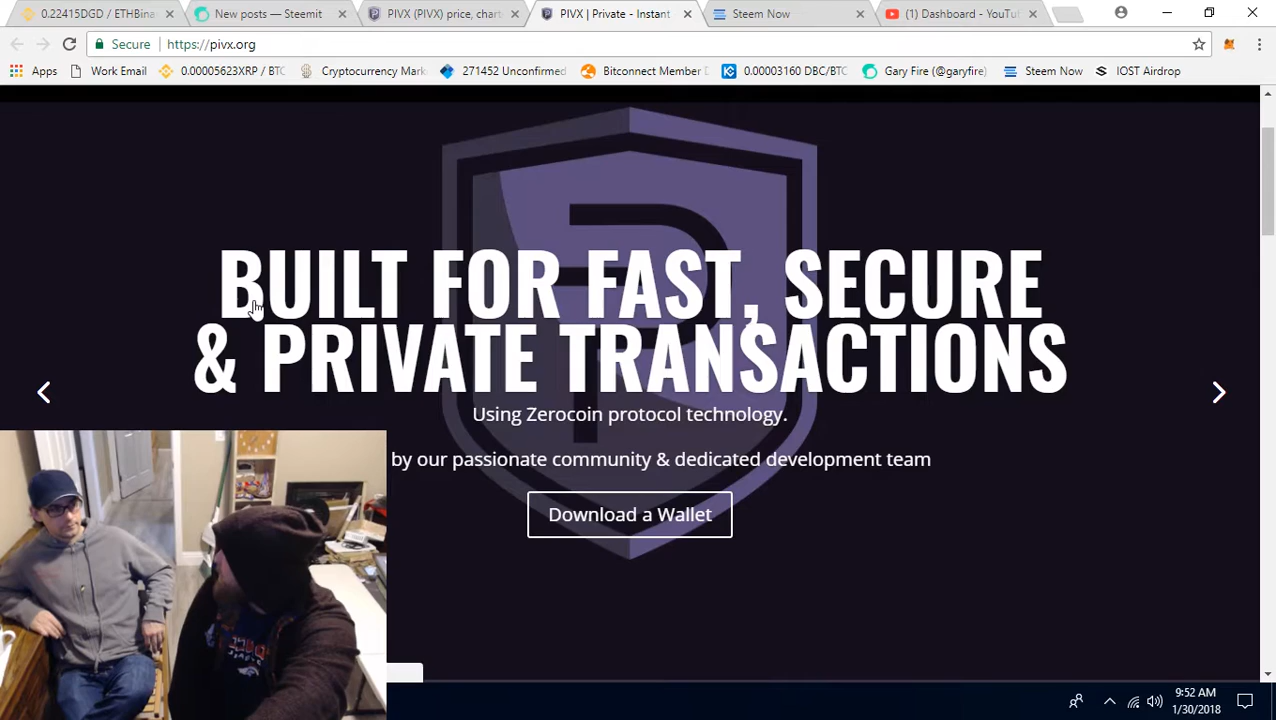 0.22415DGD / ETHBina
New posts — Steemit
PIVX (PIVX) price, chart
PIVX | Private - Instant
Steem Now
(1) Dashboard - YouTu
Secure
https://pivx.org
Apps
Work Email
0.00005623XRP / BTC
Cryptocurrency Mark
271452 Unconfirmed
Bitconnect Member D
0.00003160 DBC/BTC
Gary Fire (@garyfire)
Steem Now
IOST Airdrop
BUILT FOR FAST, SECURE
& PRIVATE TRANSACTIONS
Using Zerocoin protocol technology.
by our passionate community & dedicated development team
Download a Wallet
9:52 AM
1/30/2018